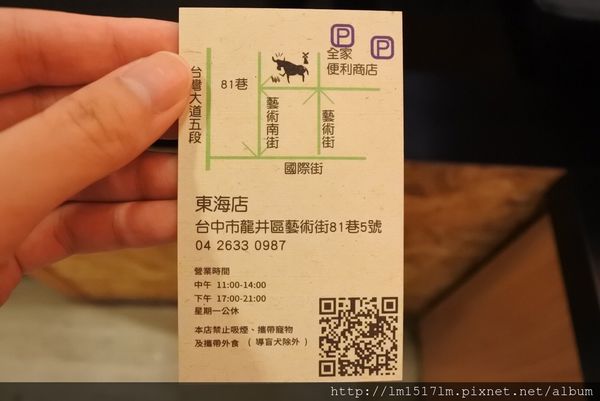 P
P
全家
便利商店
81巷
台灣大道五段
藝術南街
藝術街
國際街
東海店
台中市龍井區藝術街81巷5號
04 2633 0987
營業時間
中午 11:00-14:00
下午 17:00-21:00
星期一公休
本店禁止吸煙、攜帶寵物
及攜帶外食 ( 導盲犬除外 )
http://lm1517lm.pixnet.net/album